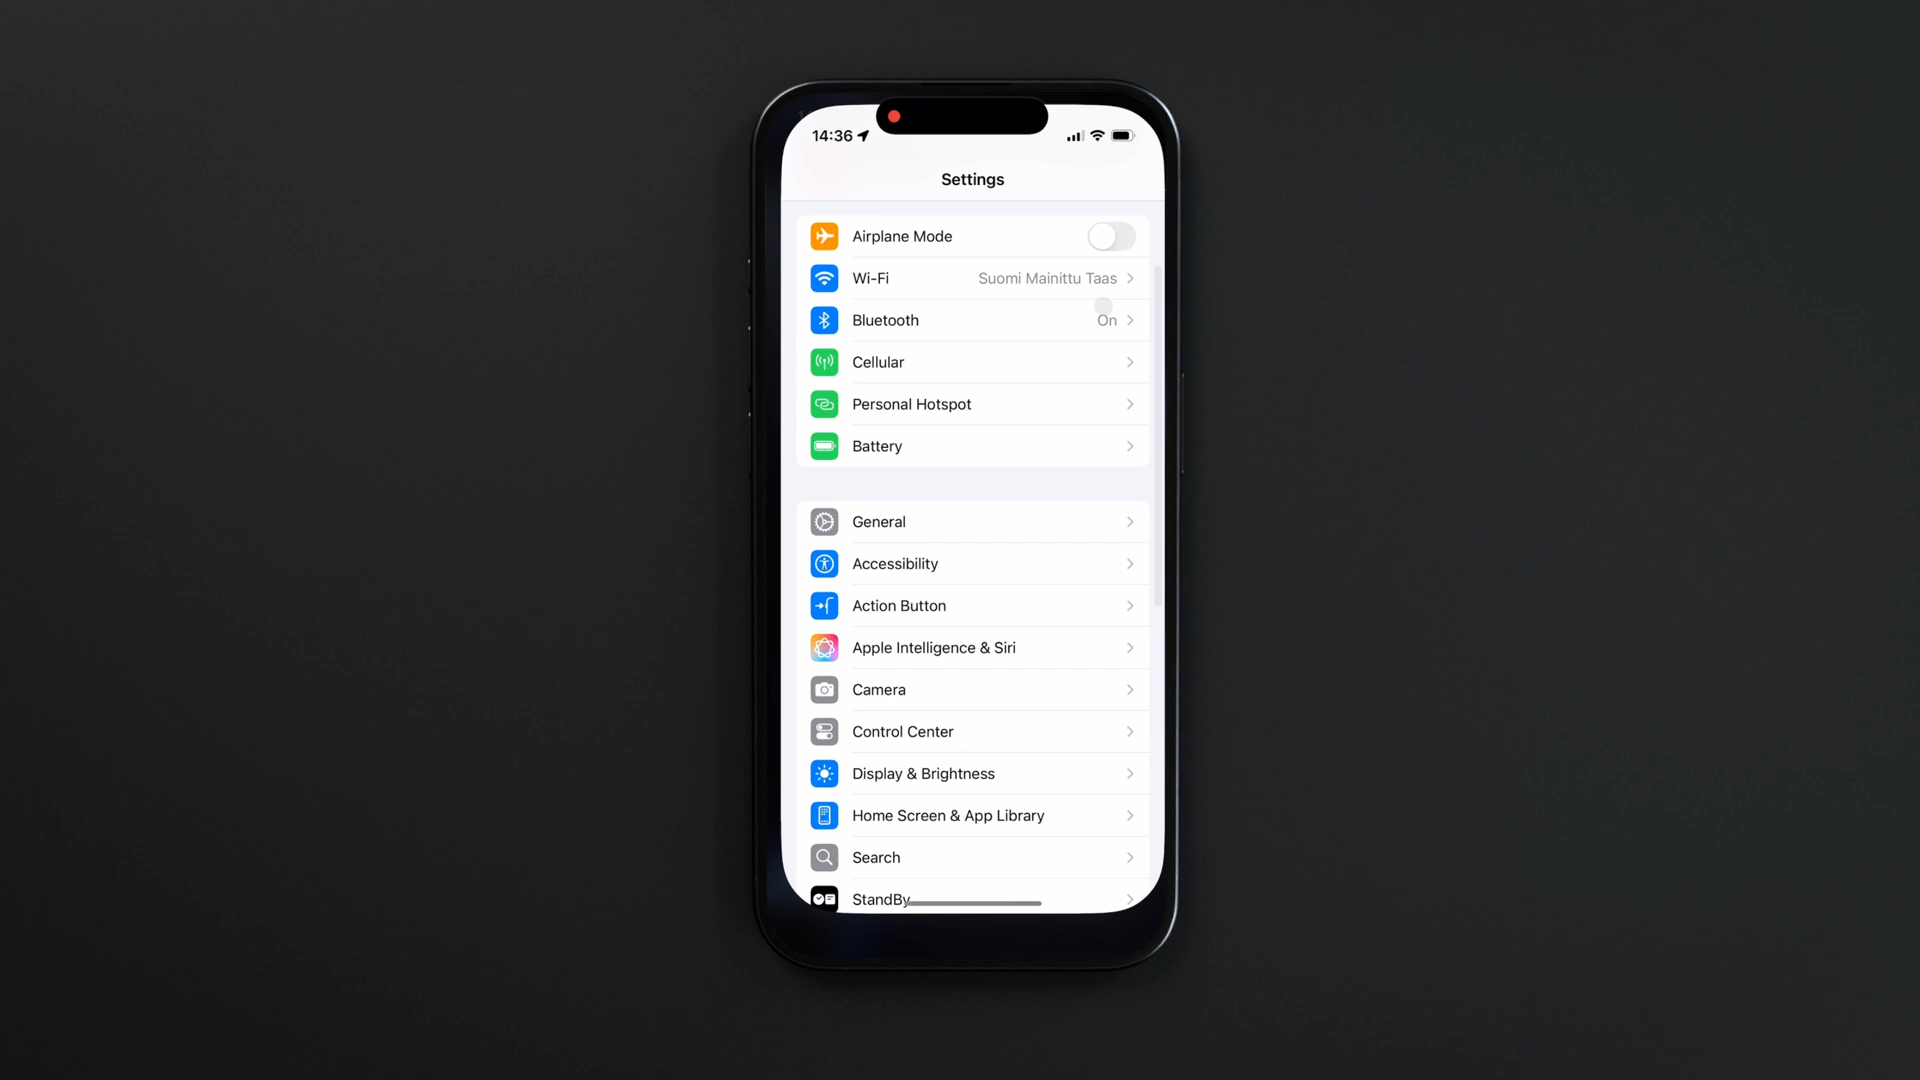 14:36
Settings
Airplane Mode
Wi-Fi Suomi Mainittu Taas
Bluetooth On
Cellular
Personal Hotspot
Battery
General
Accessibility
Action Button
Apple Intelligence & Siri
Camera
Control Center
Display & Brightness
Home Screen & App Library
Search
StandBy